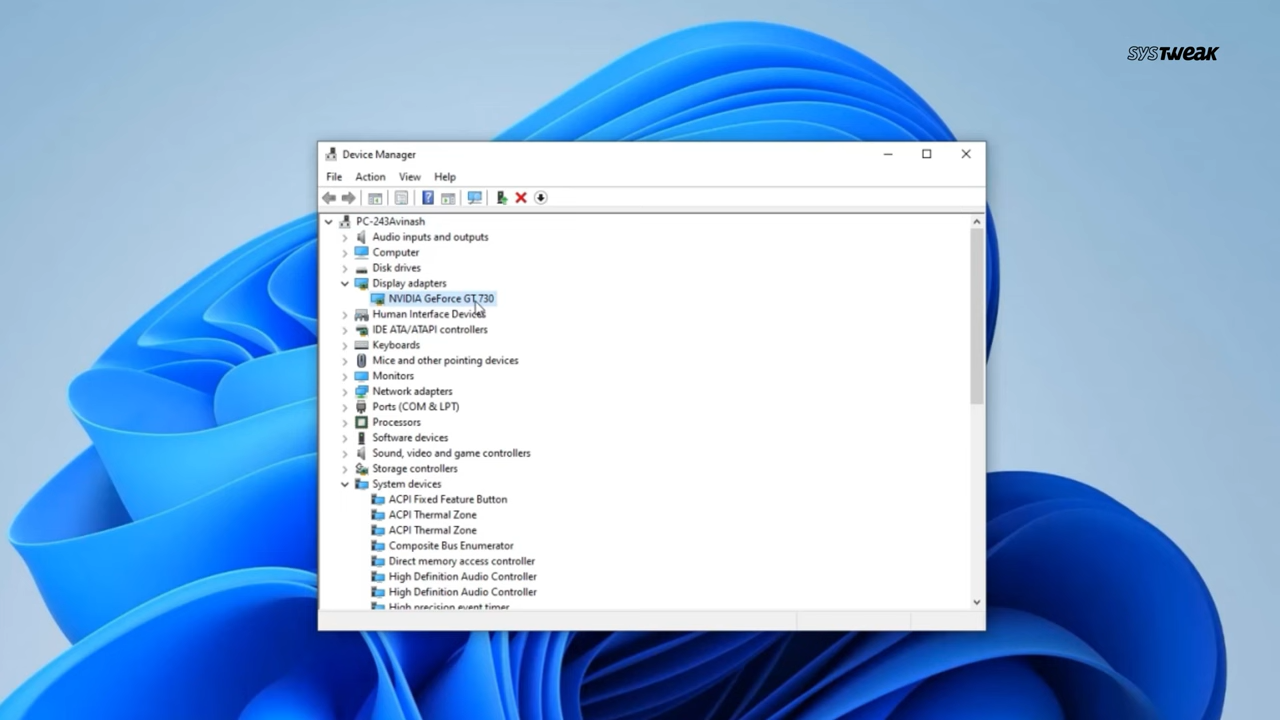 SYSTWEAK
Device Manager
File Action View Help
PC-243Avinash
Audio inputs and outputs
Computer
Disk drives
Display adapters
NVIDIA GeForce GT 730
Human Interface Devices
IDE ATA/ATAPI controllers
Keyboards
Mice and other pointing devices
Monitors
Network adapters
Ports (COM & LPT)
Processors
Software devices
Sound, video and game controllers
Storage controllers
System devices
ACPI Fixed Feature Button
ACPI Thermal Zone
ACPI Thermal Zone
Composite Bus Enumerator
Direct memory access controller
High Definition Audio Controller
High Definition Audio Controller
High precision event timer